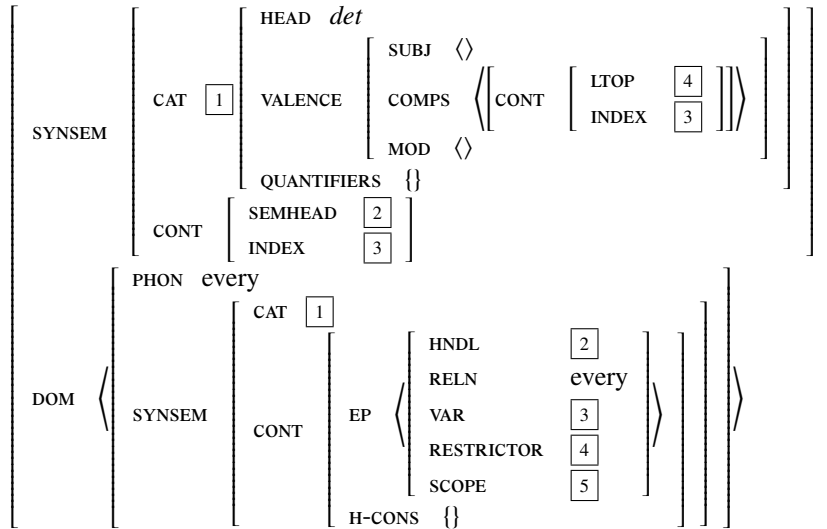 HEAD det
SUBJ ⟨⟩
CAT 1 VALENCE COMPS ⟨[CONT [LTOP 4
INDEX 3]]⟩
SYNSEM
MOD ⟨⟩
QUANTIFIERS {}
CONT SEMHEAD 2
INDEX 3
PHON every
CAT 1
HNDL 2
RELN every
DOM SYNSEM CONT EP VAR 3
RESTRICTOR 4
SCOPE 5
H-CONS {}